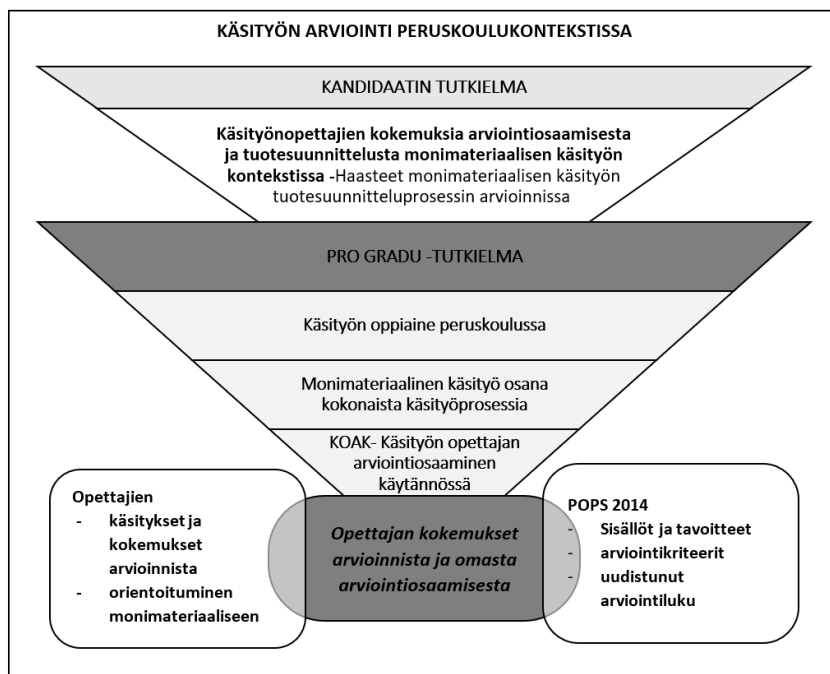 KÄSITYÖN ARVIOINTI PERUSKOULUKONTEKSTISSA
KANDIDAATIN TUTKIELMA
Käsityönopettajien kokemuksia arviointiosaamisesta
ja tuotesuunnittelusta monimateriaalisen käsityön
kontekstissa -Haasteet monimateriaalisen käsityön
tuotesuunnitteluprosessin arvioinnissa
PRO GRADU -TUTKIELMA
Käsityön oppiaine peruskoulussa
Monimateriaalinen käsityö osana
kokonaista käsityöprosessia
KOAK- Käsityön opettajan
arviointiosaaminen
käytännössä
Opettajien
- käsitykset ja
kokemukset
arvioinnista
- orientoituminen
monimateriaaliseen
Opettajan kokemukset
arvioinnista ja omasta
arviointiosaamisesta
POPS 2014
- Sisällöt ja tavoitteet
- arviointikriteerit
- uudistunut
arviointiluku